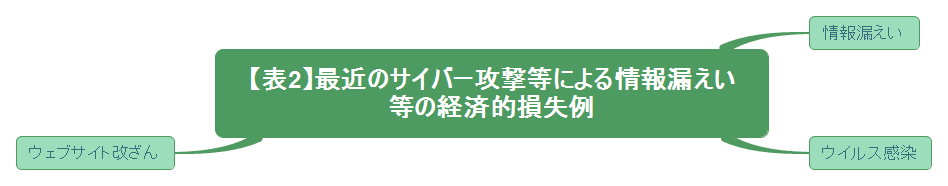 情報漏えい
【表2】最近のサイバー攻撃等による情報漏えい
等の経済的損失例
ウェブサイト改ざん
ウイルス感染